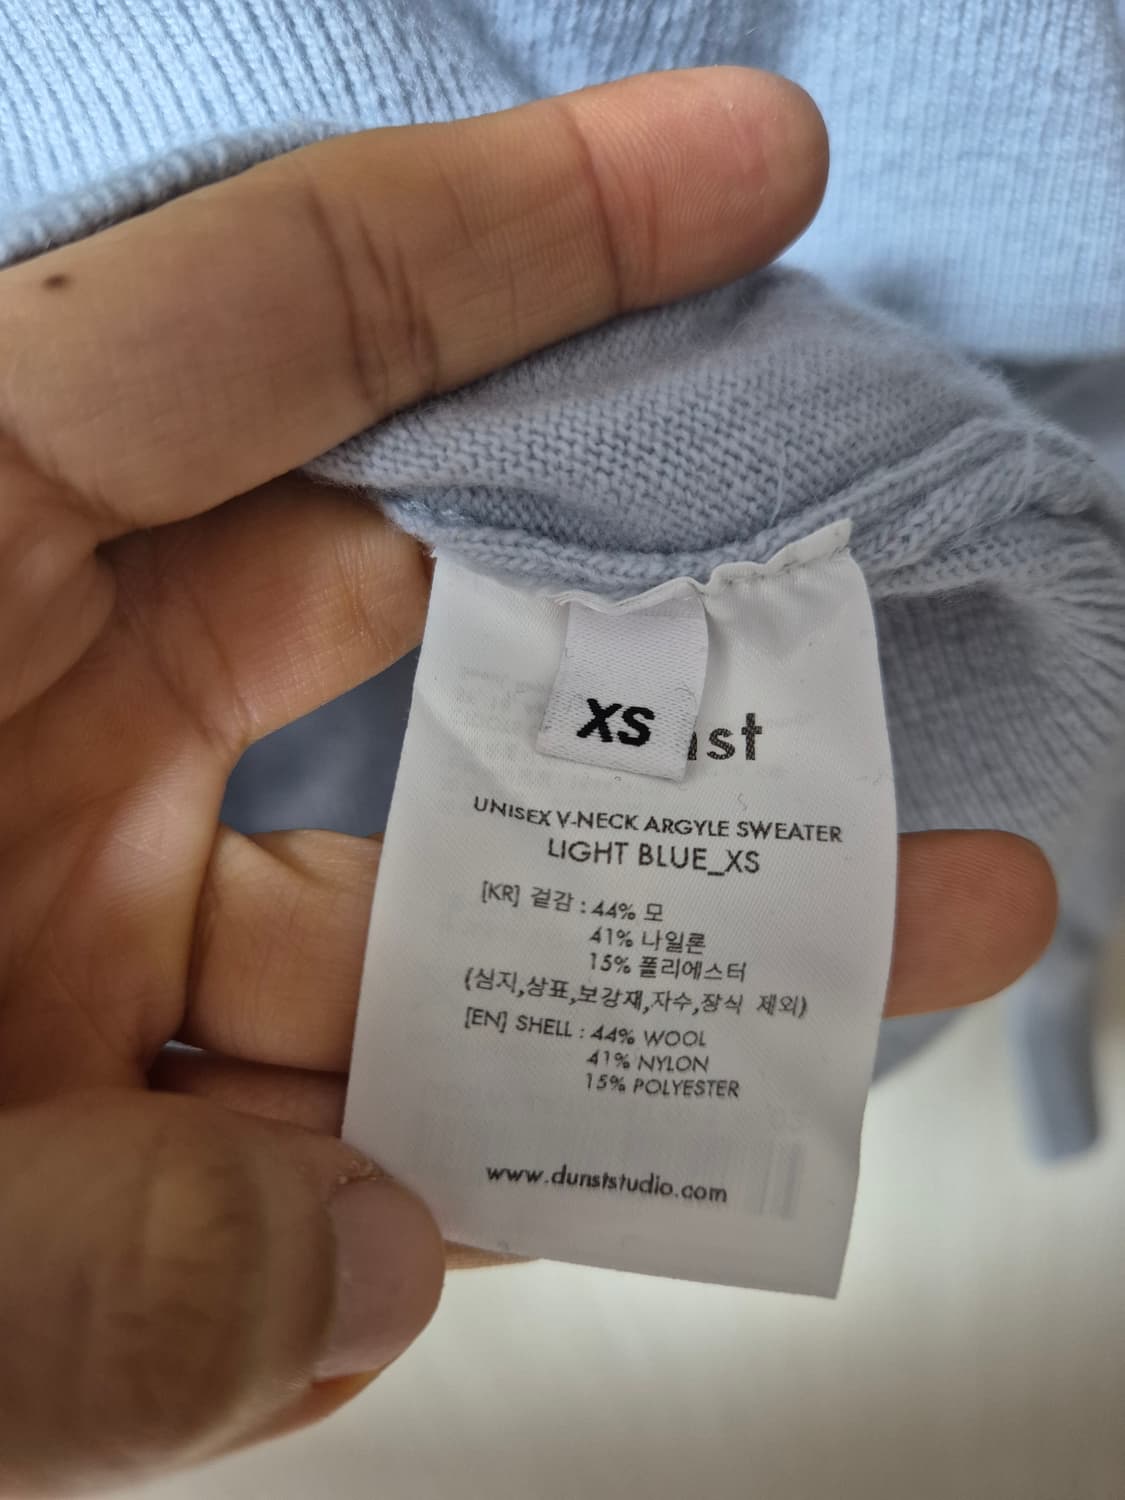 XS
st
UNISEX V-NECK ARGYLE SWEATER
LIGHT BLUE_XS
[KR] 겉감 : 44% 모
41% 나일론
15% 폴리에스터
(심지,상표,보강재,자수,장식 제외)
[EN] SHELL : 44% WOOL
41% NYLON
15% POLYESTER
www.dunststudio.com